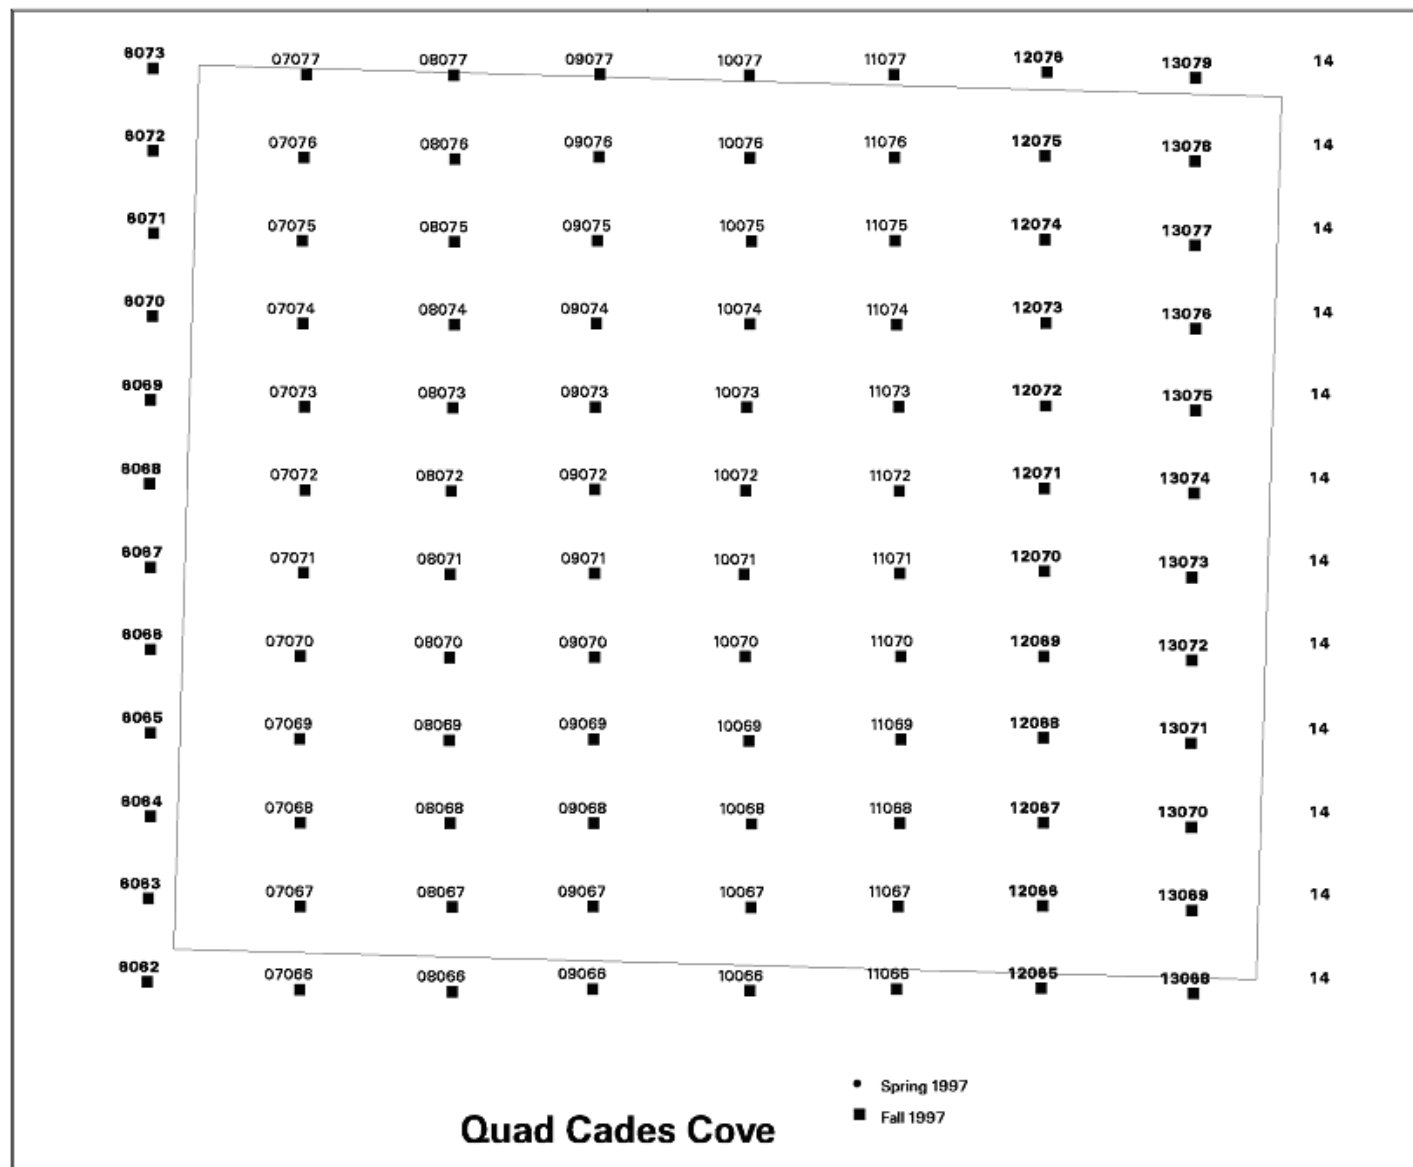 6073 07077 08077 09077 10077 11077 12076 13079 14
6072 07076 08076 09076 10076 11076 12075 13078 14
6071 07075 08075 09075 10075 11075 12074 13077 14
6070 07074 08074 09074 10074 11074 12073 13076 14
6069 07073 08073 09073 10073 11073 12072 13075 14
6068 07072 08072 09072 10072 11072 12071 13074 14
6067 07071 08071 09071 10071 11071 12070 13073 14
6066 07070 08070 09070 10070 11070 12069 13072 14
6065 07069 08069 09069 10069 11069 12068 13071 14
6064 07068 08068 09068 10068 11068 12067 13070 14
6063 07067 08067 09067 10067 11067 12066 13069 14
6062 07066 08066 09066 10066 11066 12065 13068 14
Spring 1997
Fall 1997
Quad Cades Cove